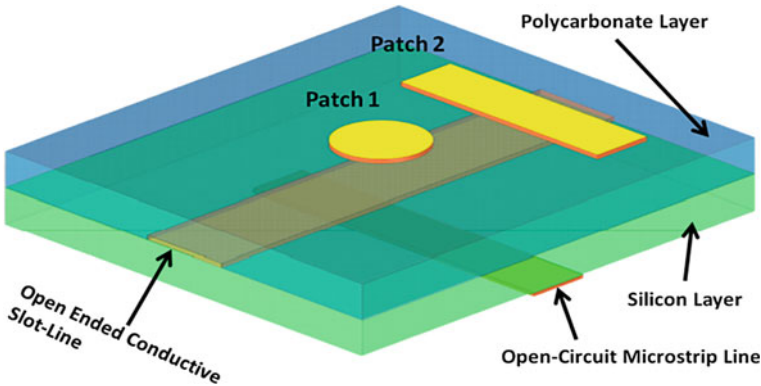 Polycarbonate Layer
Patch 2
Patch 1
Open Ended Conductive
Slot-Line
Silicon Layer
Open-Circuit Microstrip Line